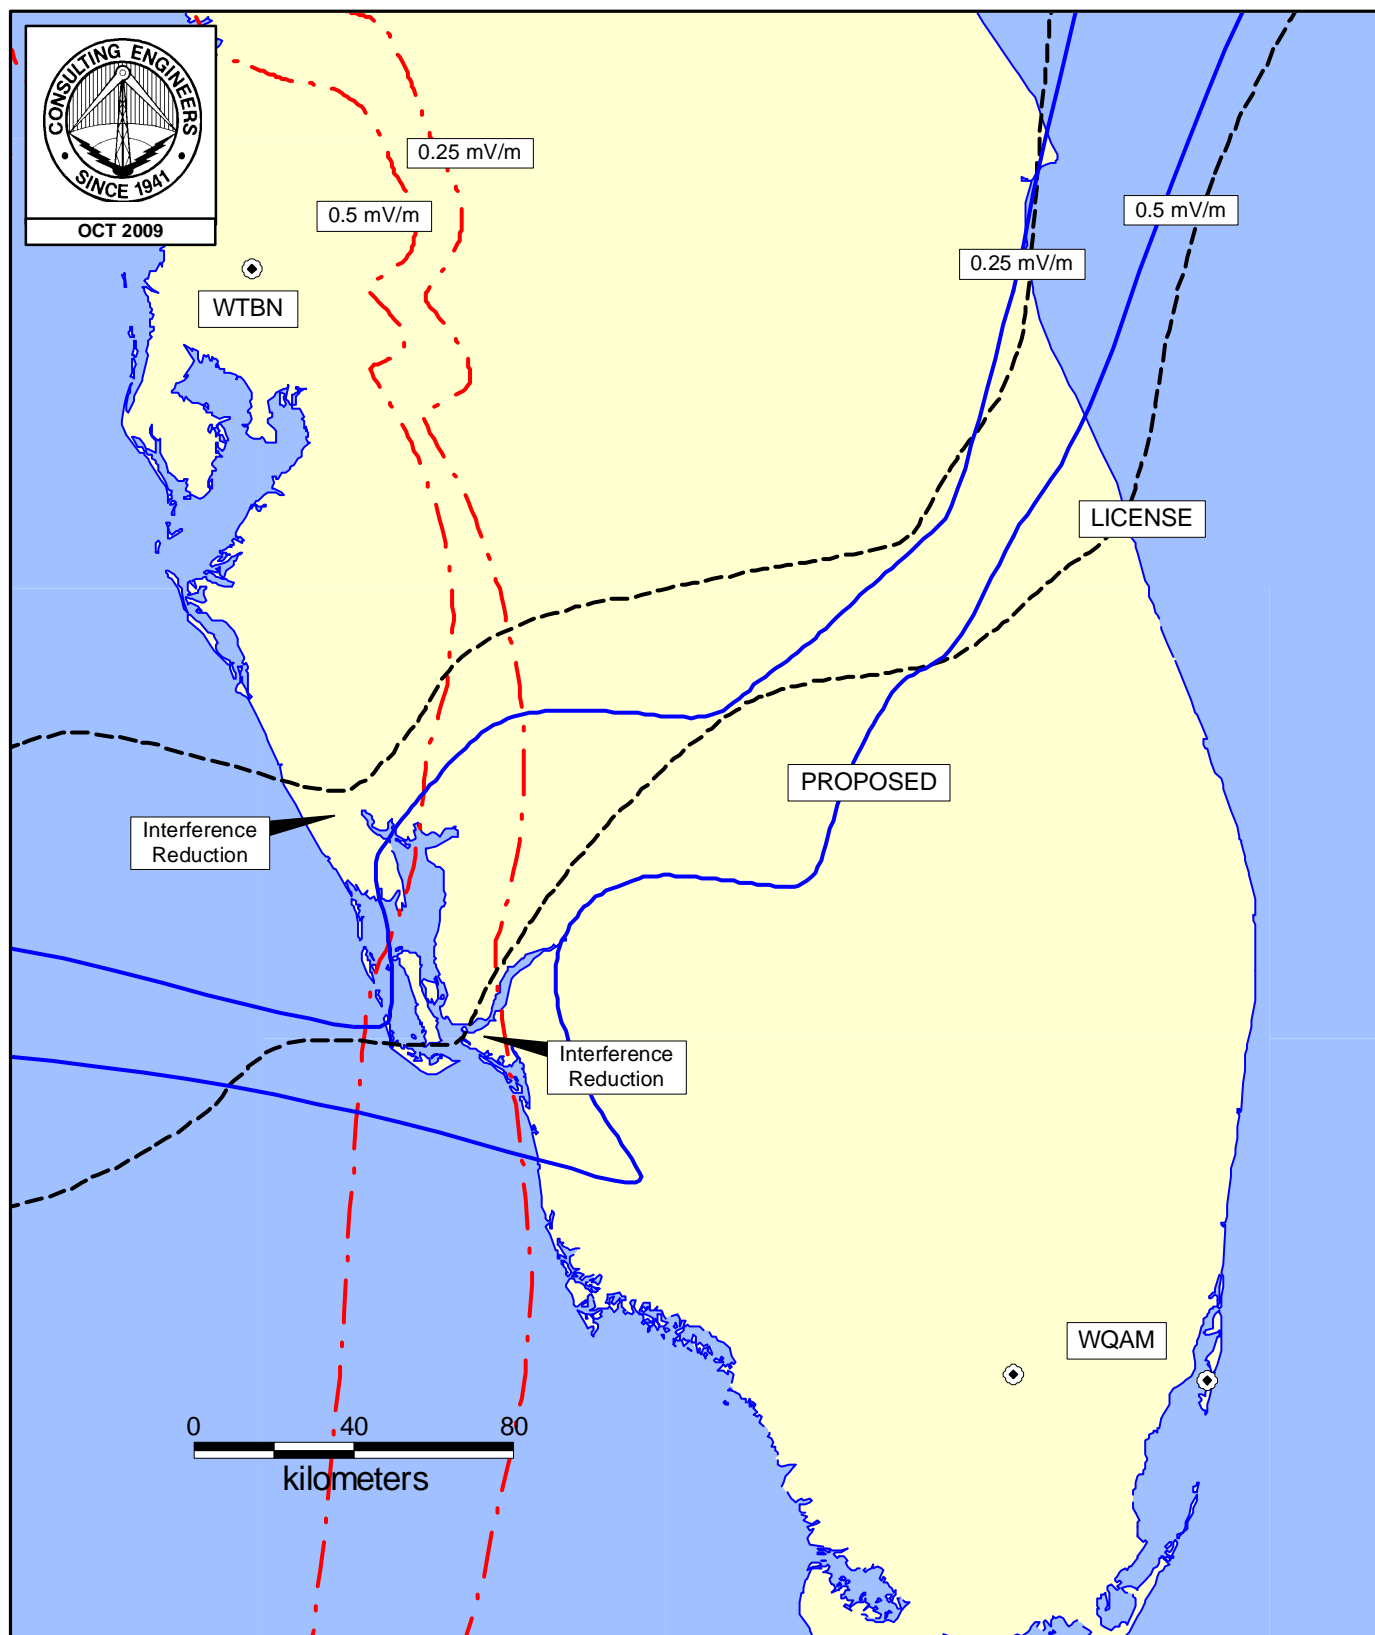 CONSULTING ENGINEERS
SINCE 1941
OCT 2009
0.25 mV/m
0.5 mV/m
0.5 mV/m
0.25 mV/m
WTBN
LICENSE
PROPOSED
Interference
Reduction
Interference
Reduction
WQAM
0 40 80
kilometers